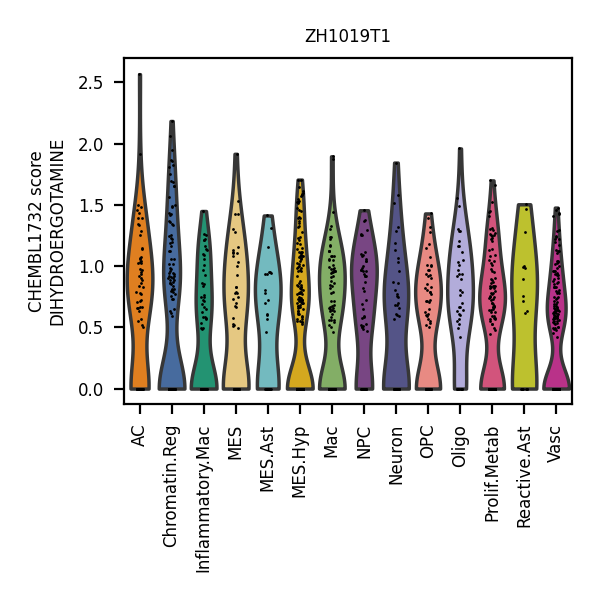 ZH1019T1
CHEMBL1732 score
DIHYDROERGOTAMINE
2.5
2.0
1.5
1.0
0.5
0.0
AC
Chromatin.Reg
Inflammatory.Mac
MES
MES.Ast
MES.Hyp
Mac
NPC
Neuron
OPC
Oligo
Prolif.Metab
Reactive.Ast
Vasc